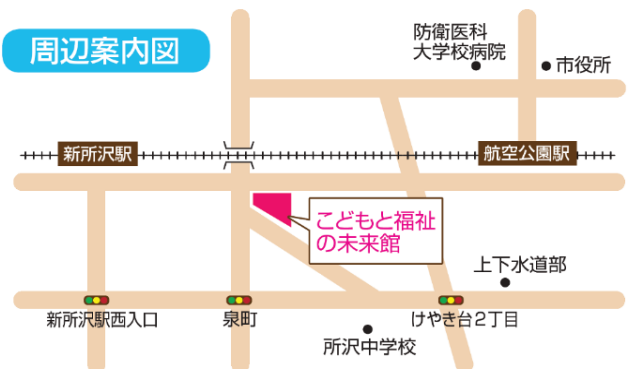 周辺案内図
防衛医科
大学校病院
市役所
新所沢駅
航空公園駅
こどもと福祉
の未来館
上下水道部
新所沢駅西入口
泉町
けやき台2丁目
所沢中学校